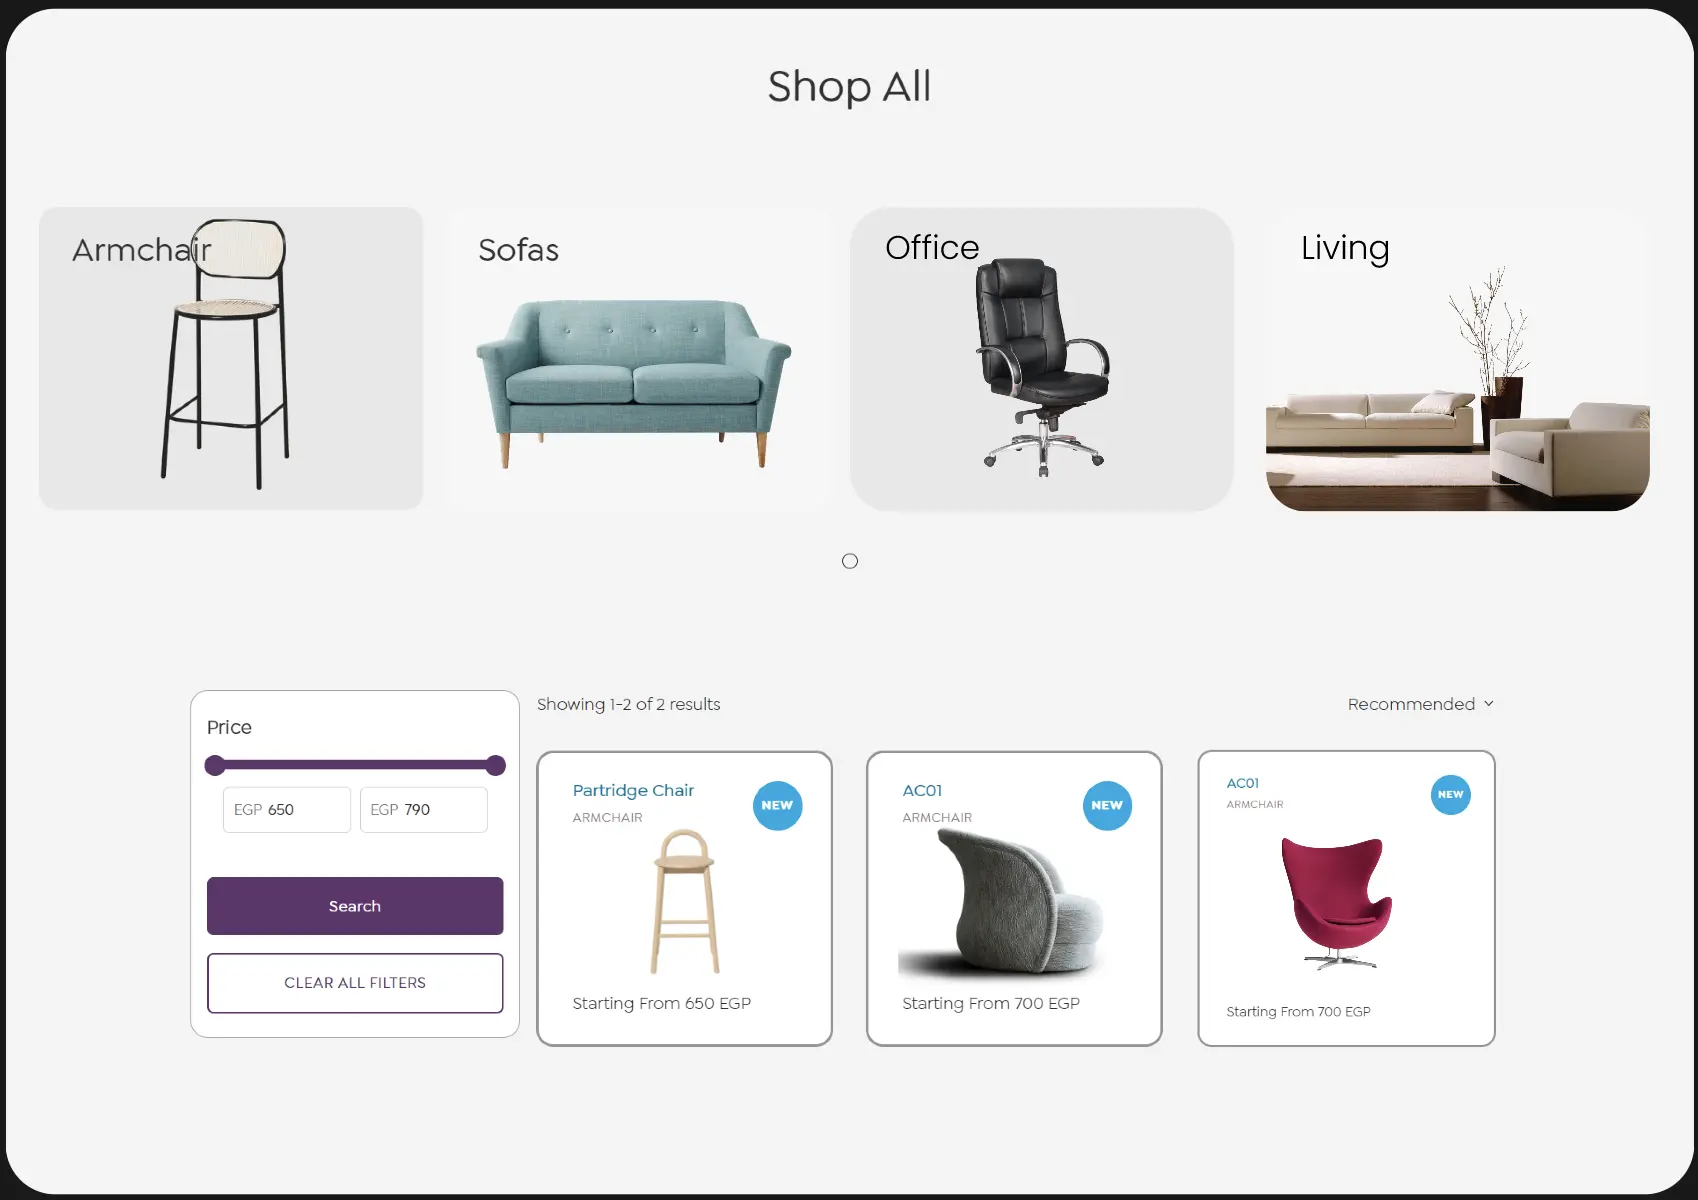 Shop All
Armchair
Sofas
Office
Living
Price
EGP 650
EGP 790
Search
CLEAR ALL FILTERS
Showing 1-2 of 2 results
Recommended
Partridge Chair
ARMCHAIR
NEW
Starting From 650 EGP
AC01
ARMCHAIR
NEW
Starting From 700 EGP
AC01
ARMCHAIR
NEW
Starting From 700 EGP